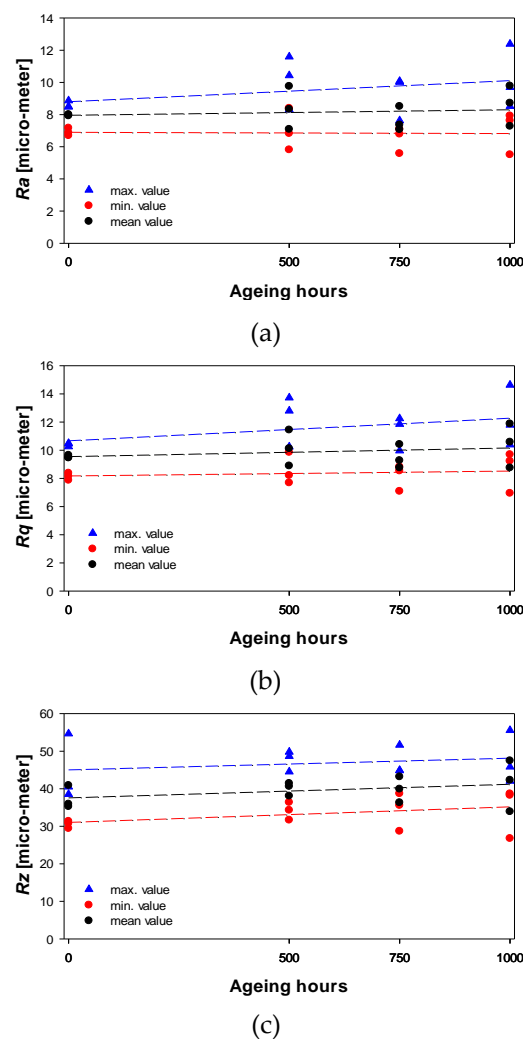 14
12
10
8
6
4
2
0
Ra [micro-meter]
max. value
min. value
mean value
0 500 750 1000
Ageing hours
(a)
16
14
12
10
8
6
4
2
0
Rq [micro-meter]
max. value
min. value
mean value
0 500 750 1000
Ageing hours
(b)
60
50
40
30
20
10
0
Rz [micro-meter]
max. value
min. value
mean value
0 500 750 1000
Ageing hours
(c)